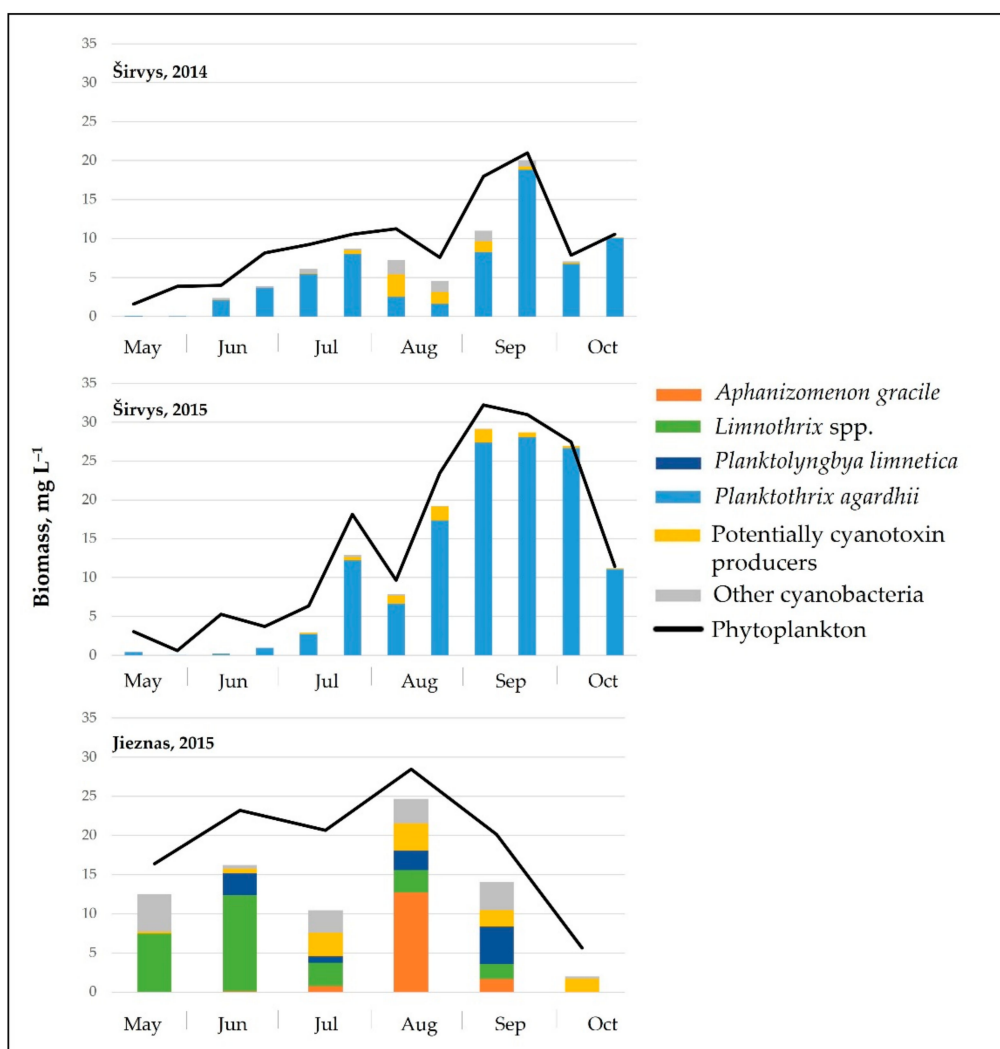 35
30
25
20
15
10
5
0
Širvys, 2014
May Jun Jul Aug Sep Oct
35
30
25
20
15
10
5
0
Širvys, 2015
May Jun Jul Aug Sep Oct
35
30
25
20
15
10
5
0
Jieznas, 2015
May Jun Jul Aug Sep Oct
Biomass, mg L⁻¹
Aphanizomenon gracile
Limnothrix spp.
Planktolyngbya limnetica
Planktothrix agardhii
Potentially cyanotoxin
producers
Other cyanobacteria
Phytoplankton